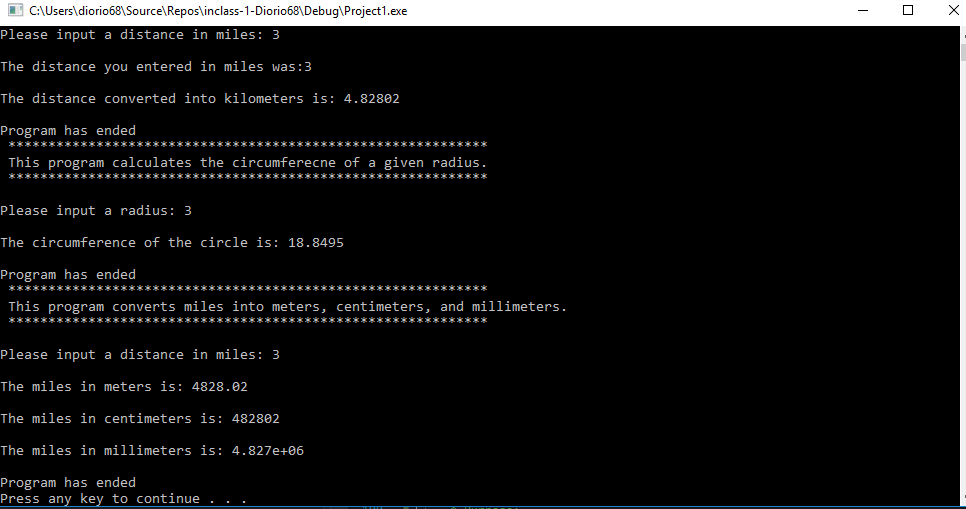 C:\Users\diorio68\Source\Repos\inclass-1-Diorio68\Debug\Project1.exe
Please input a distance in miles: 3
The distance you entered in miles was:3
The distance converted into kilometers is: 4.82802
Program has ended
************************************************************
This program calculates the circumferecne of a given radius.
************************************************************
Please input a radius: 3
The circumference of the circle is: 18.8495
Program has ended
************************************************************
This program converts miles into meters, centimeters, and millimeters.
************************************************************
Please input a distance in miles: 3
The miles in meters is: 4828.02
The miles in centimeters is: 482802
The miles in millimeters is: 4.827e+06
Program has ended
Press any key to continue . . .